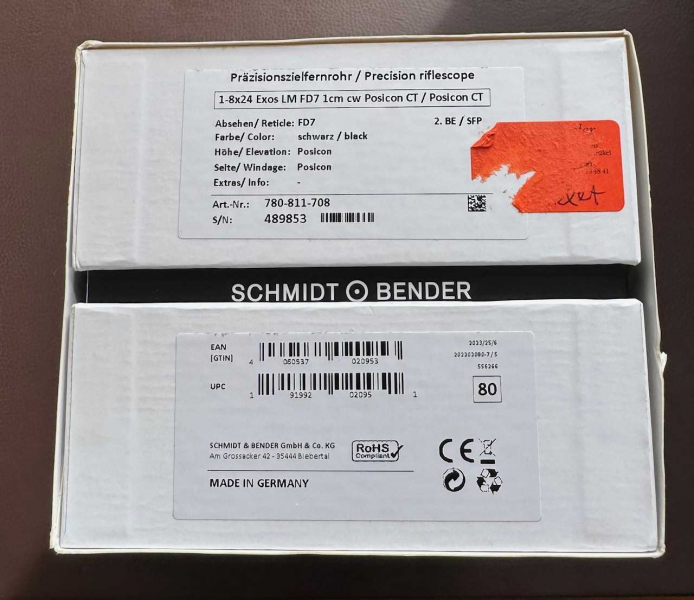 Präzisionszielfernrohr / Precision riflescope
1-8x24 Exos LM FD7 1cm cw Posicon CT / Posicon CT
Absehen/ Reticle: FD7 2. BE / SFP
Farbe/ Color: schwarz / black
Höhe/ Elevation: Posicon
Seite/ Windage: Posicon
Extras/ Info: -
Art.-Nr.: 780-811-708
S/N: 489853
SCHMIDT BENDER
EAN
[GTIN] 4 050537 020953
UPC 1 91992 02095 1
80
SCHMIDT & BENDER GmbH & Co. KG
Am Grossacker 42 - 35444 Biebertal
RoHS
Compliant
CE
MADE IN GERMANY